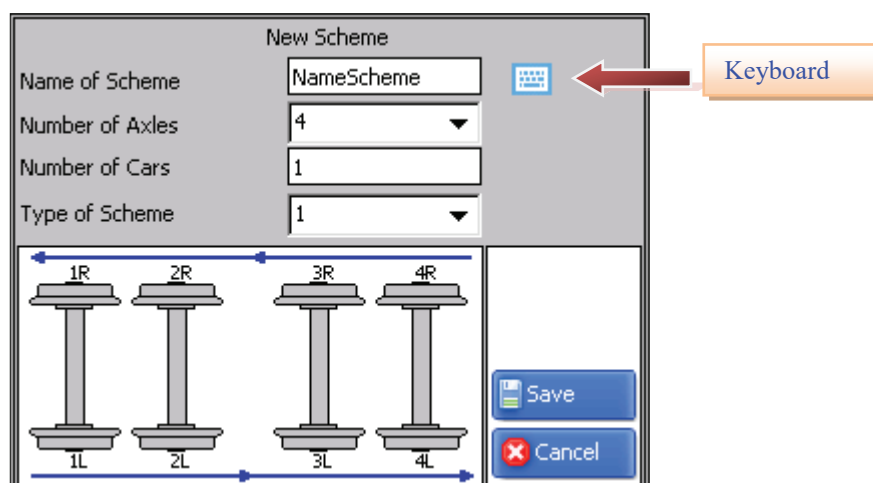 New Scheme
Name of Scheme NameScheme
Keyboard
Number of Axles 4
Number of Cars 1
Type of Scheme 1
1R 2R 3R 4R
1L 2L 3L 4L
Save
Cancel